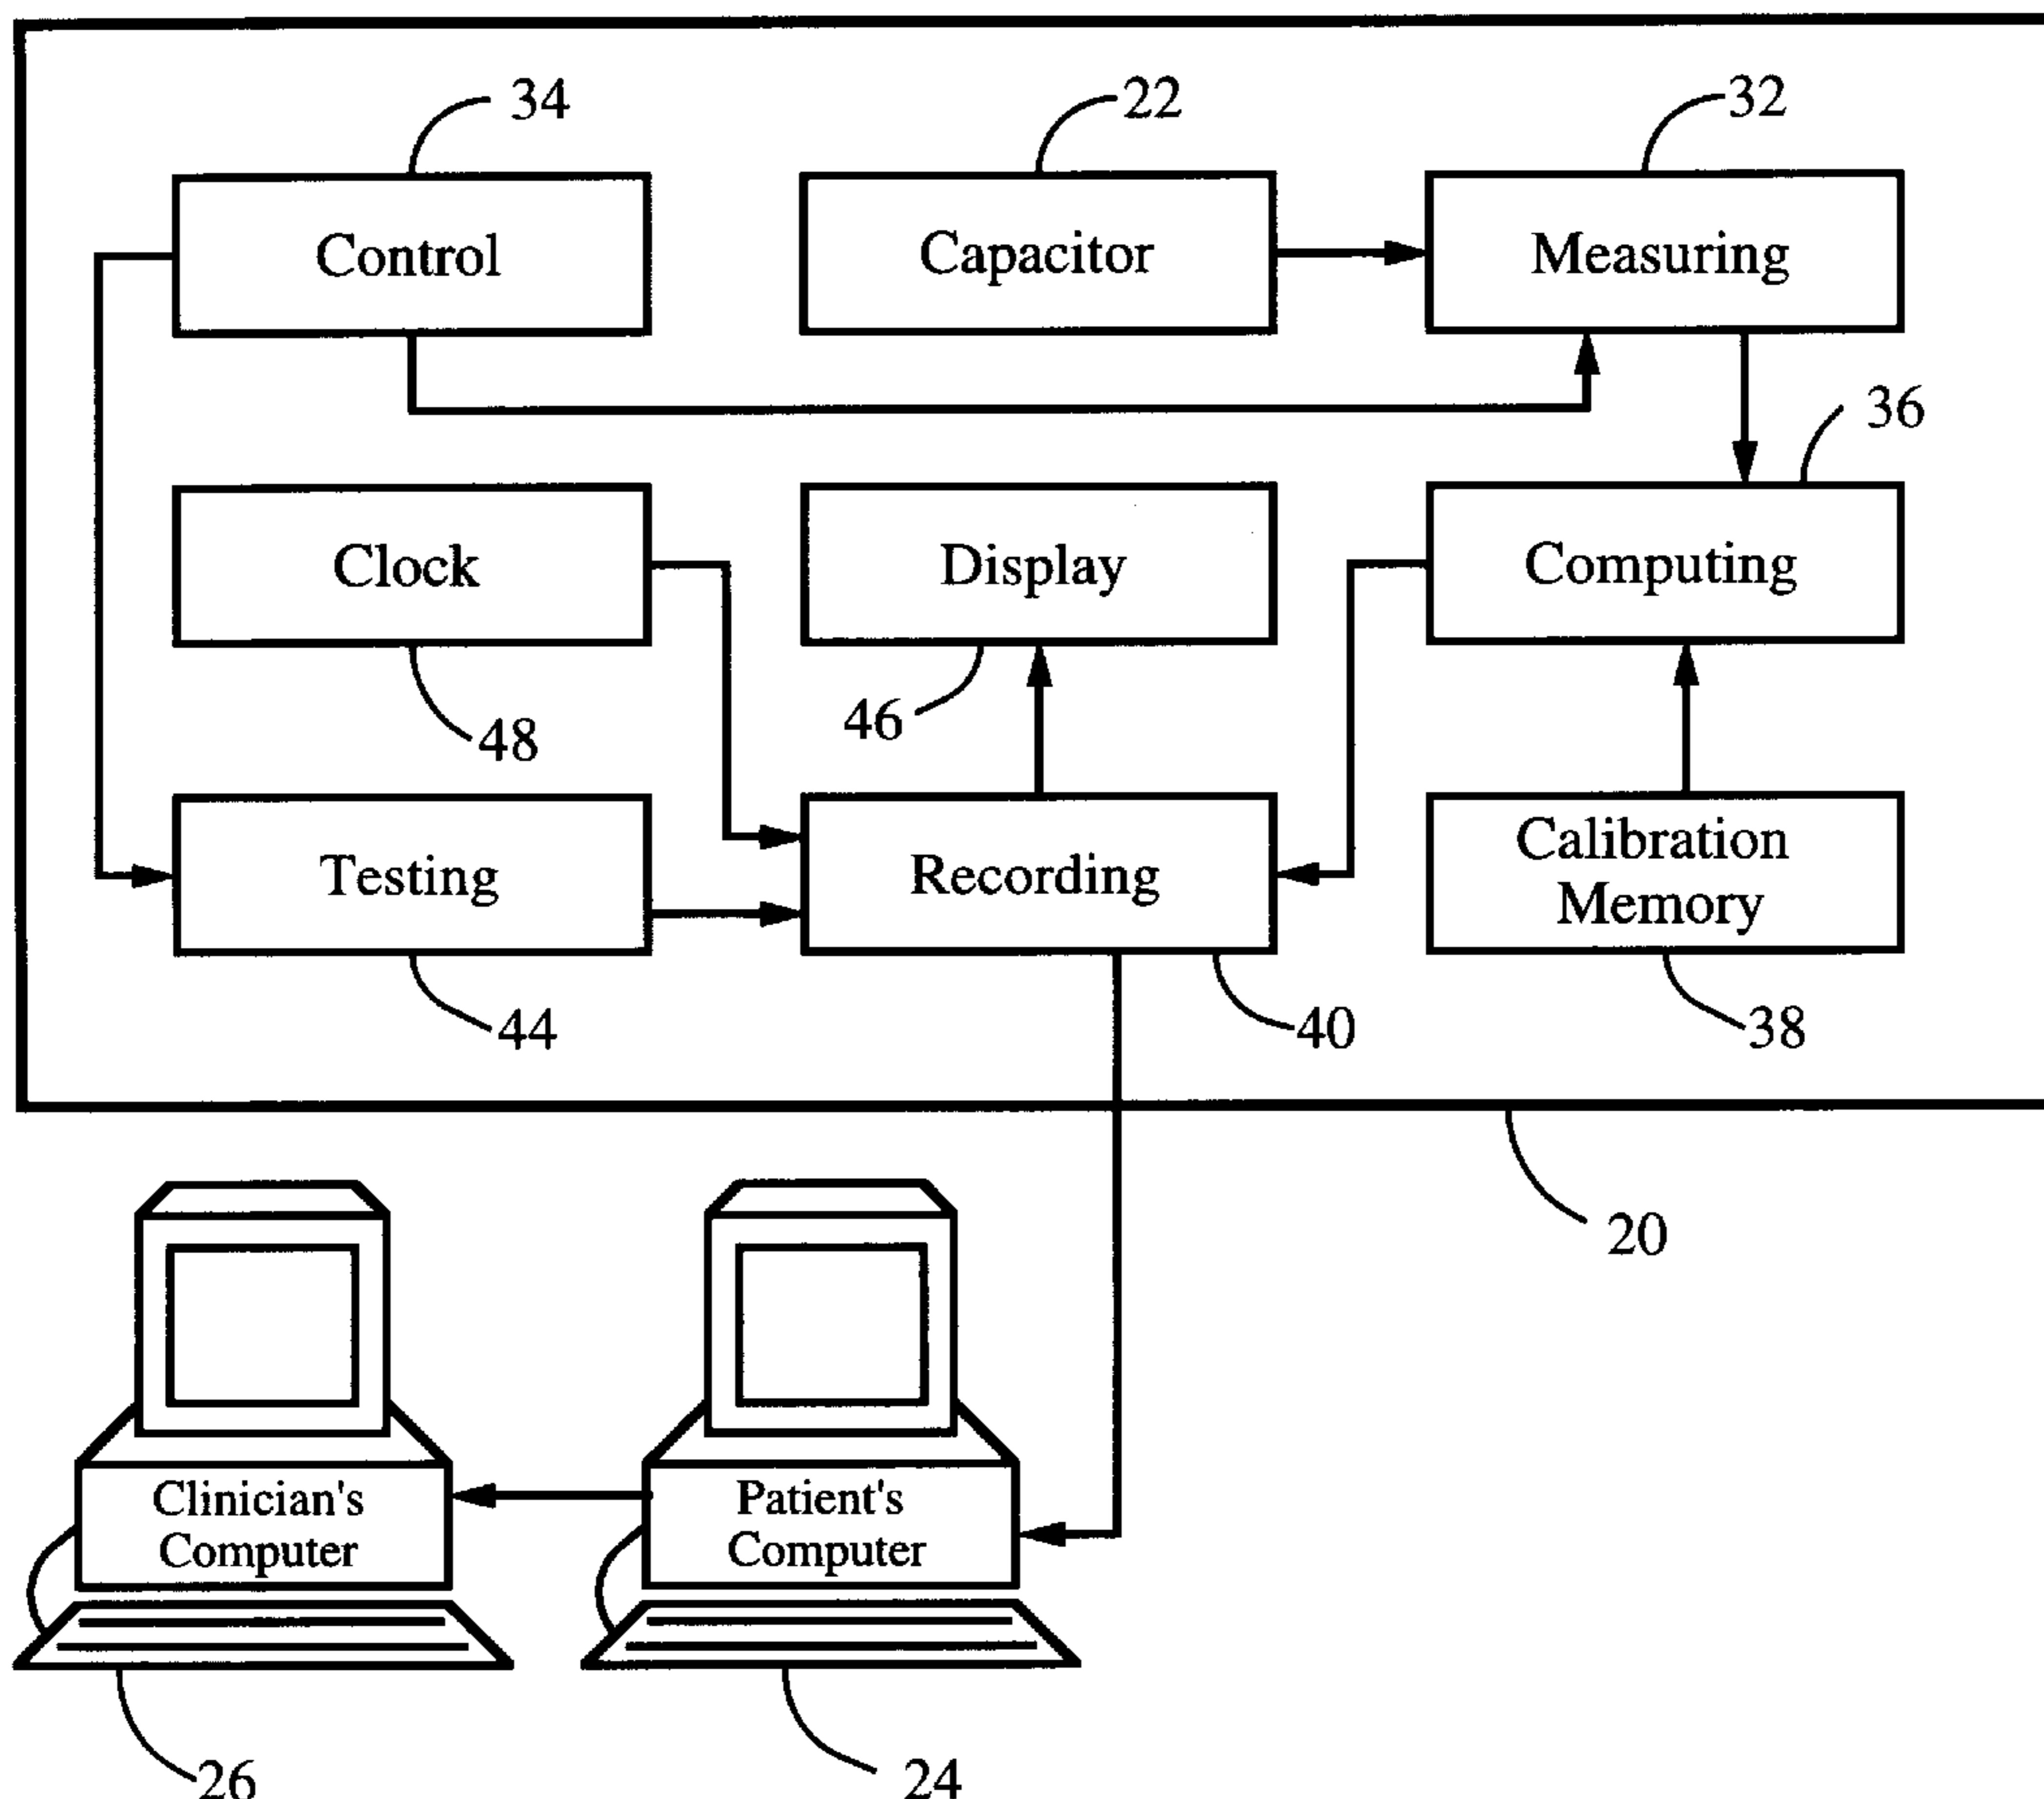 34
22
32
Control
Capacitor
Measuring
36
Clock
Display
Computing
48
46
Testing
Recording
Calibration
Memory
44
40
38
20
Clinician's
Computer
Patient's
Computer
26
24